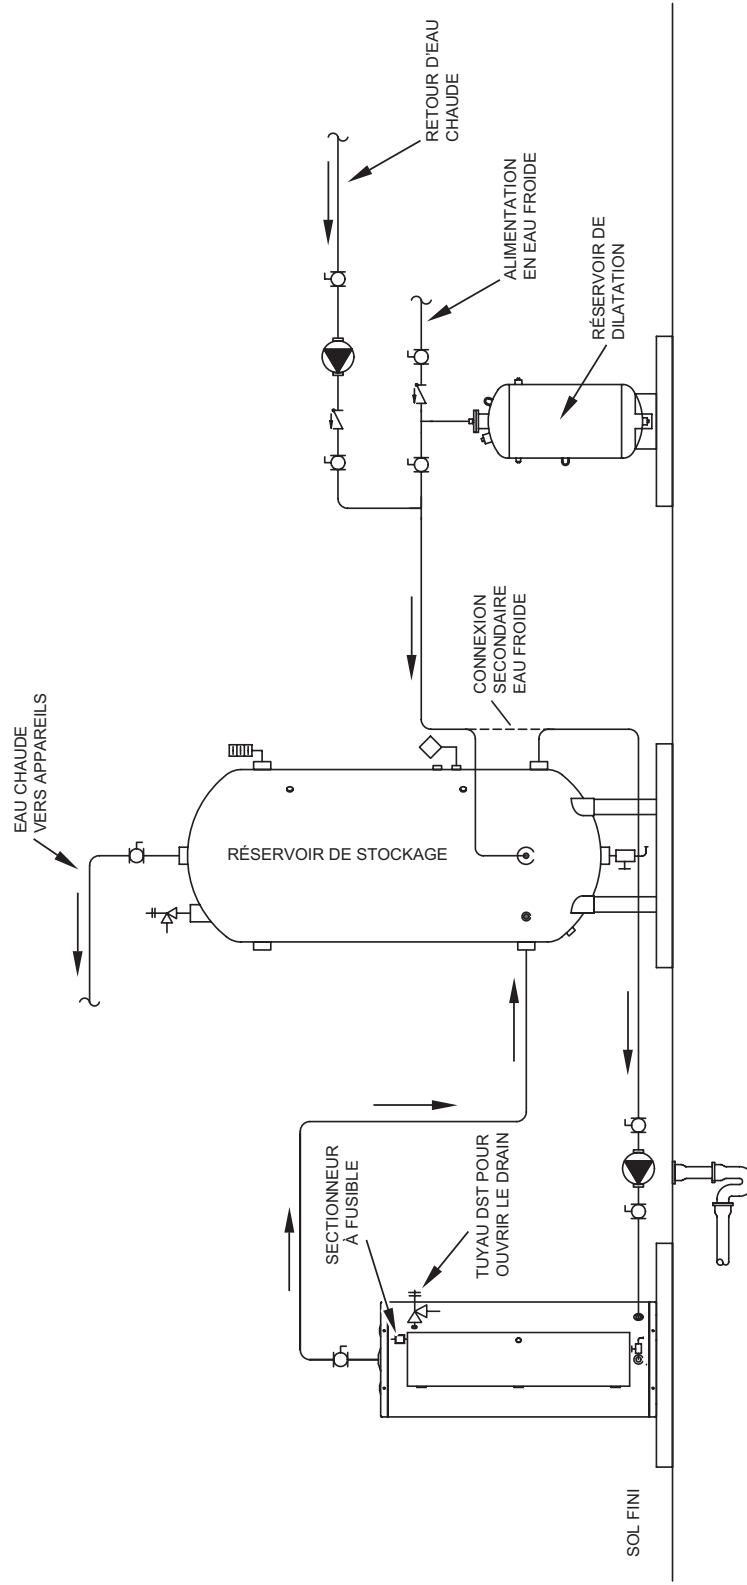 EAU CHAUDE
VERS APPAREILS
RETOUR D'EAU
CHAUDE
ALIMENTATION
EN EAU FROIDE
RÉSERVOIR DE
DILATATION
CONNEXION
SECONDAIRE
EAU FROIDE
RÉSERVOIR DE STOCKAGE
SECTIONNEUR
À FUSIBLE
TUYAU DST POUR
OUVRIR LE DRAIN
SOL FINI